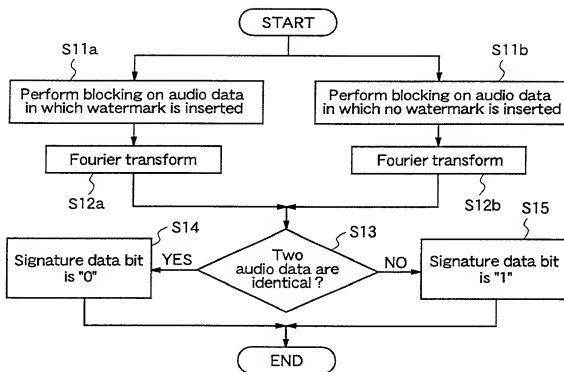 START
S11a
S11b
Perform blocking on audio data
in which watermark is inserted
Perform blocking on audio data
in which no watermark is inserted
Fourier transform
Fourier transform
S12a
S12b
S14
S13
S15
YES
Two
audio data are
identical ?
NO
Signature data bit
is "0"
Signature data bit
is "1"
END